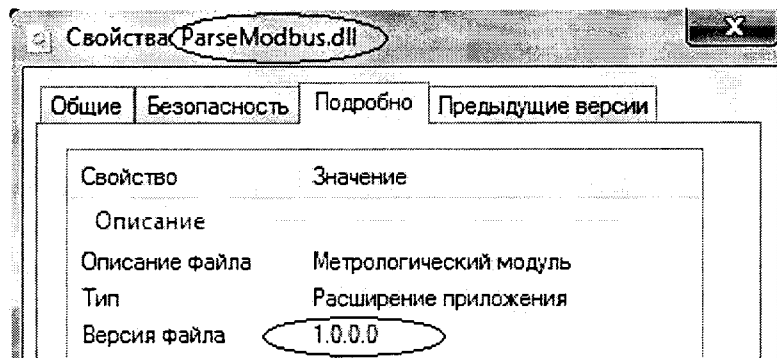 Свойства ParseModbus.dll
Общие Безопасность Подробно Предыдущие версии
Свойство Значение
Описание
Описание файла Метрологический модуль
Тип Расширение приложения
Версия файла 1.0.0.0